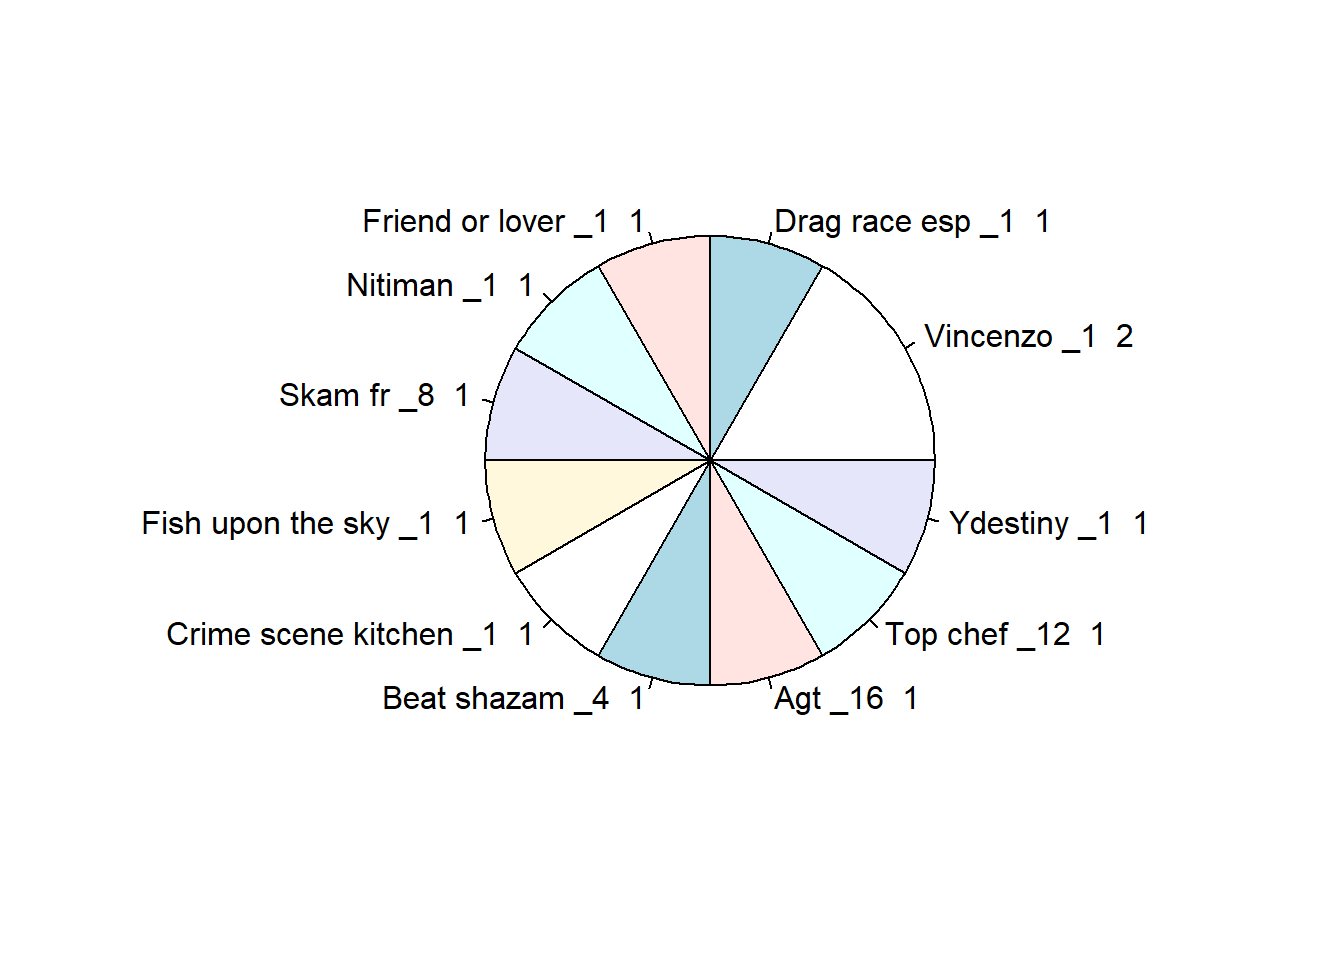 Friend or lover _1  1
Drag race esp _1  1
Nitiman _1  1
Vincenzo _1  2
Skam fr _8  1
Fish upon the sky _1  1
Ydestiny _1  1
Crime scene kitchen _1  1
Top chef _12  1
Beat shazam _4  1
Agt _16  1